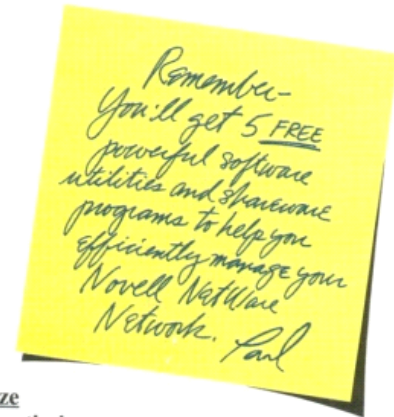 Remember-
You'll get 5 FREE
powerful software
utilities and shareware
programs to help you
efficiently manage your
Novell NetWare
Network. Paul
ze